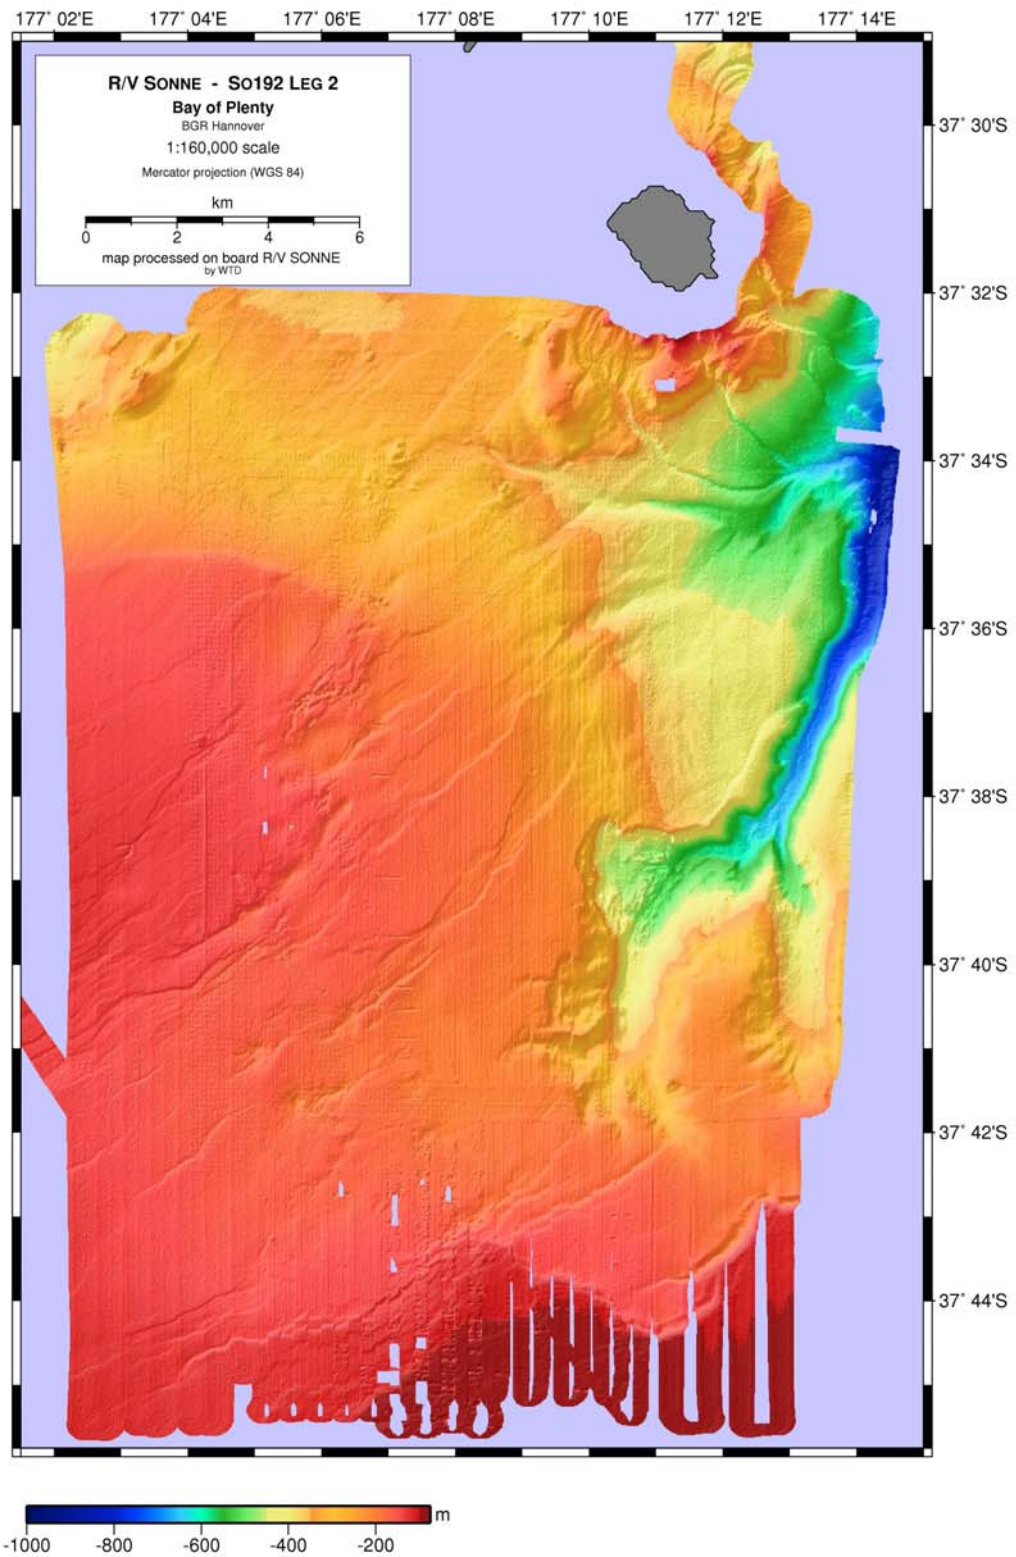 177° 02'E 177° 04'E 177° 06'E 177° 08'E 177° 10'E 177° 12'E 177° 14'E
R/V SONNE - SO192 LEG 2
Bay of Plenty
BGR Hannover
1:160,000 scale
Mercator projection (WGS 84)
km
0 2 4 6
map processed on board R/V SONNE
by WTD
37° 30'S
37° 32'S
37° 34'S
37° 36'S
37° 38'S
37° 40'S
37° 42'S
37° 44'S
m
-1000 -800 -600 -400 -200